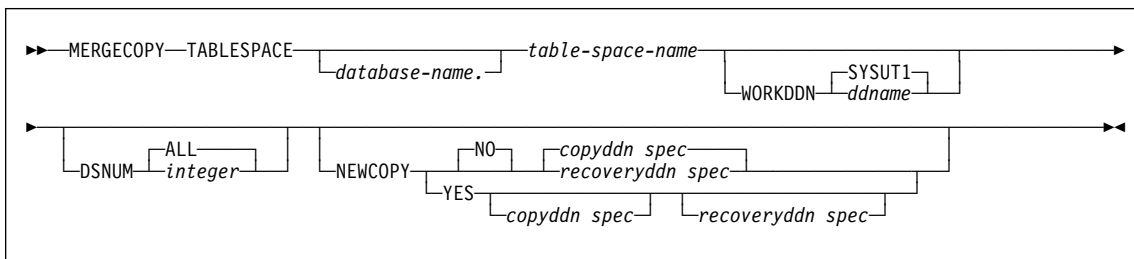 MERGECOPY TABLESPACE database-name. table-space-name WORKDDN SYSUT1 ddname
DSNUM ALL integer NEWCOPY NO copyddn spec recoveryddn spec
YES copyddn spec recoveryddn spec